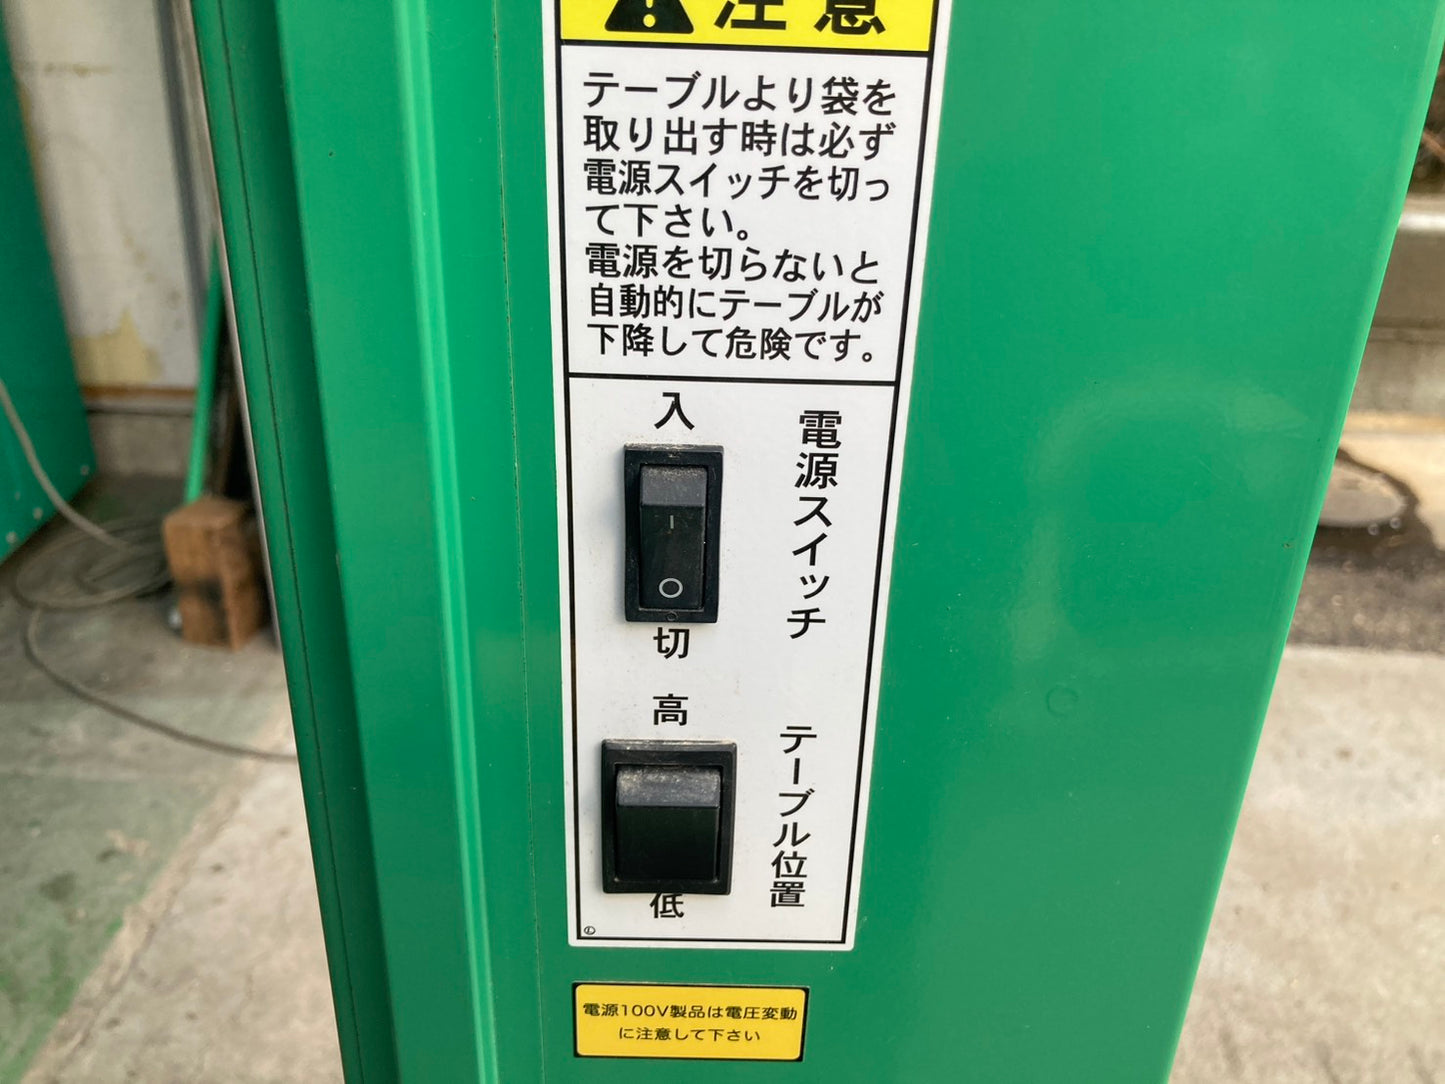 注意
テーブルより袋を
取り出す時は必ず
電源スイッチを切っ
て下さい。
電源を切らないと
自動的にテーブルが
下降して危険です。
入
電源スイッチ
切
高
テーブル位置
低
電源100V製品は電圧変動
に注意して下さい